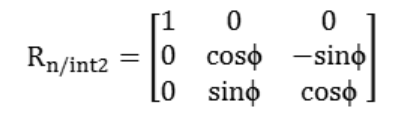 1 0 0
R_n/int2 = 0 cosϕ −sinϕ
0 sinϕ cosϕ